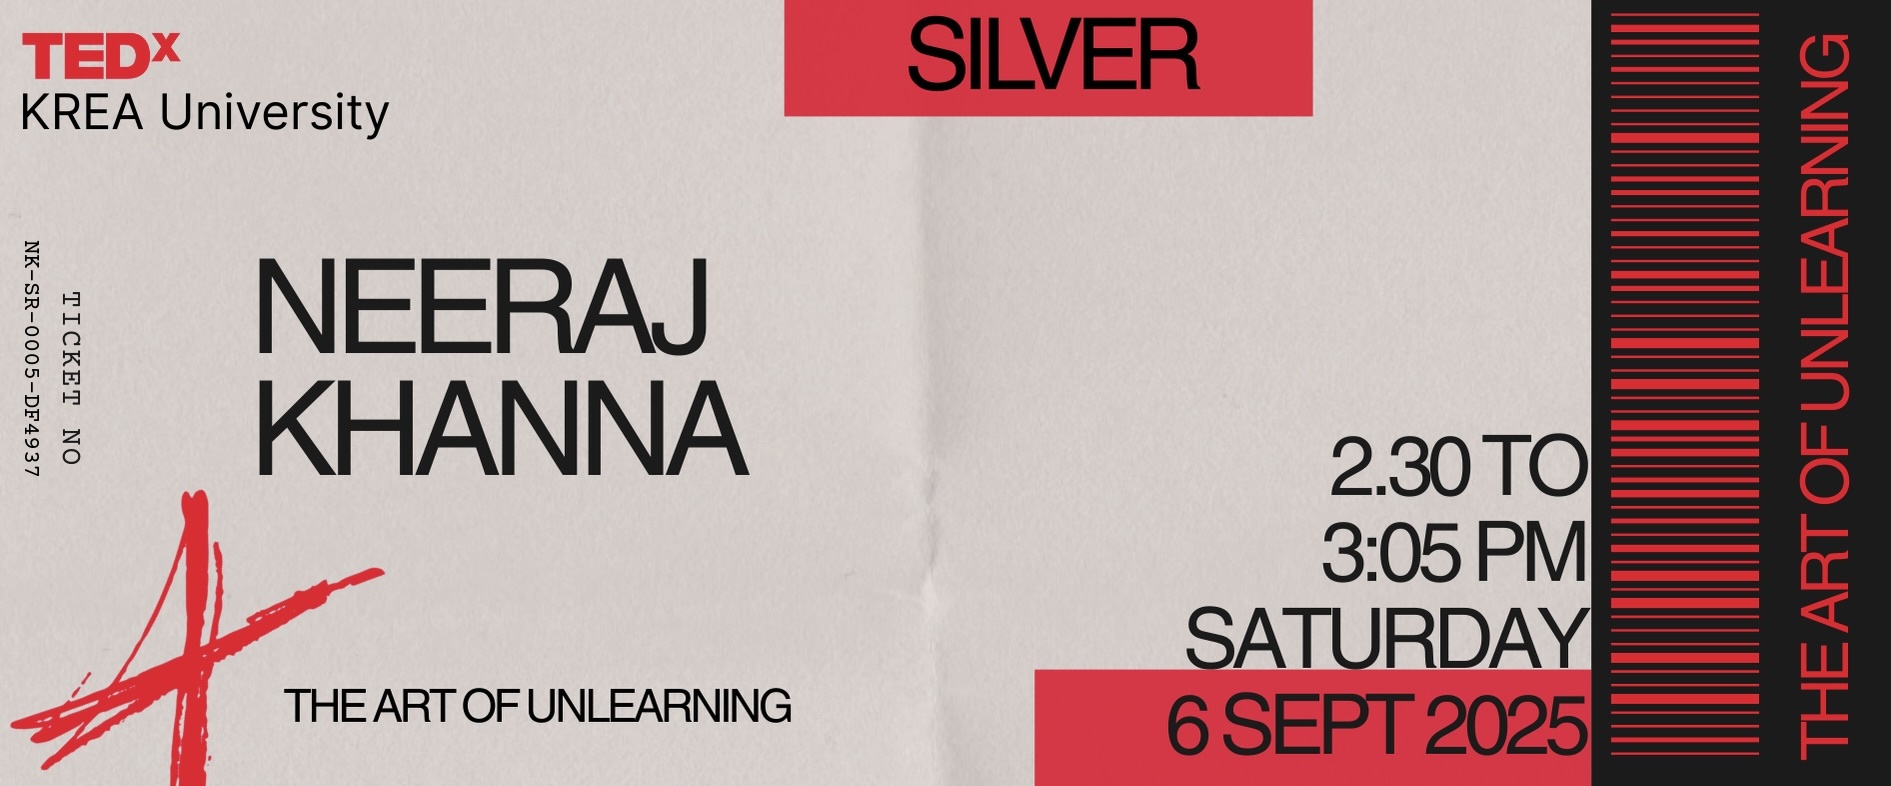 TEDx
KREA University
SILVER
NK-SR-0005-DF4937
TICKET NO
NEERAJ
KHANNA
2.30 TO
3:05 PM
SATURDAY
6 SEPT 2025
THE ART OF UNLEARNING
THE ART OF UNLEARNING